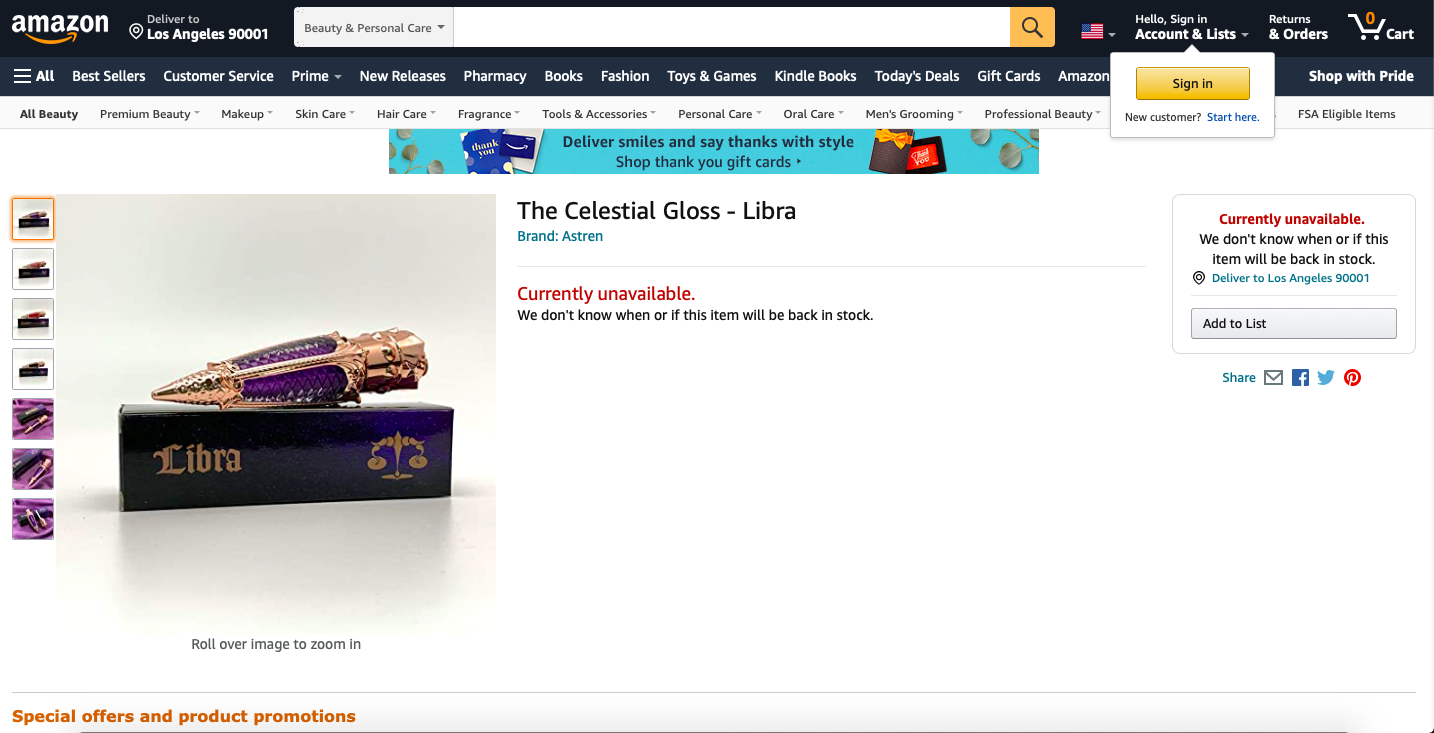 amazon
Deliver to
Los Angeles 90001
Beauty & Personal Care
Hello, Sign in
Account & Lists
Returns
& Orders
0
Cart
All
Best Sellers
Customer Service
Prime
New Releases
Pharmacy
Books
Fashion
Toys & Games
Kindle Books
Today's Deals
Gift Cards
Amazon
Shop with Pride
Sign in
New customer? Start here.
All Beauty
Premium Beauty
Makeup
Skin Care
Hair Care
Fragrance
Tools & Accessories
Personal Care
Oral Care
Men's Grooming
Professional Beauty
FSA Eligible Items
thank you
Deliver smiles and say thanks with style
Shop thank you gift cards
Thank You
The Celestial Gloss - Libra
Brand: Astren
Currently unavailable.
We don't know when or if this item will be back in stock.
Libra
Roll over image to zoom in
Currently unavailable.
We don't know when or if this
item will be back in stock.
Deliver to Los Angeles 90001
Add to List
Share
Special offers and product promotions